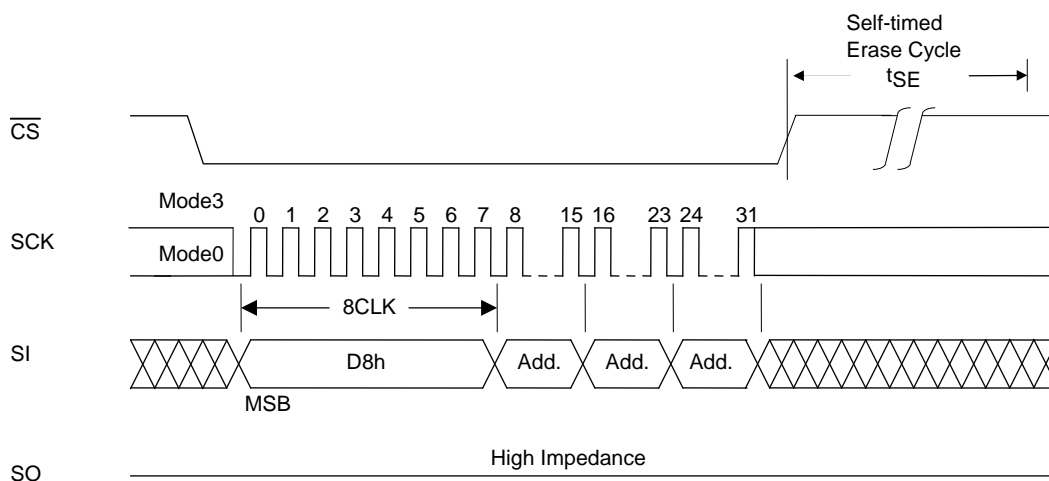 Self-timed
Erase Cycle
tSE
CS
Mode3
0 1 2 3 4 5 6 7 8 15 16 23 24 31
SCK
Mode0
8CLK
SI
D8h Add. Add. Add.
MSB
High Impedance
SO